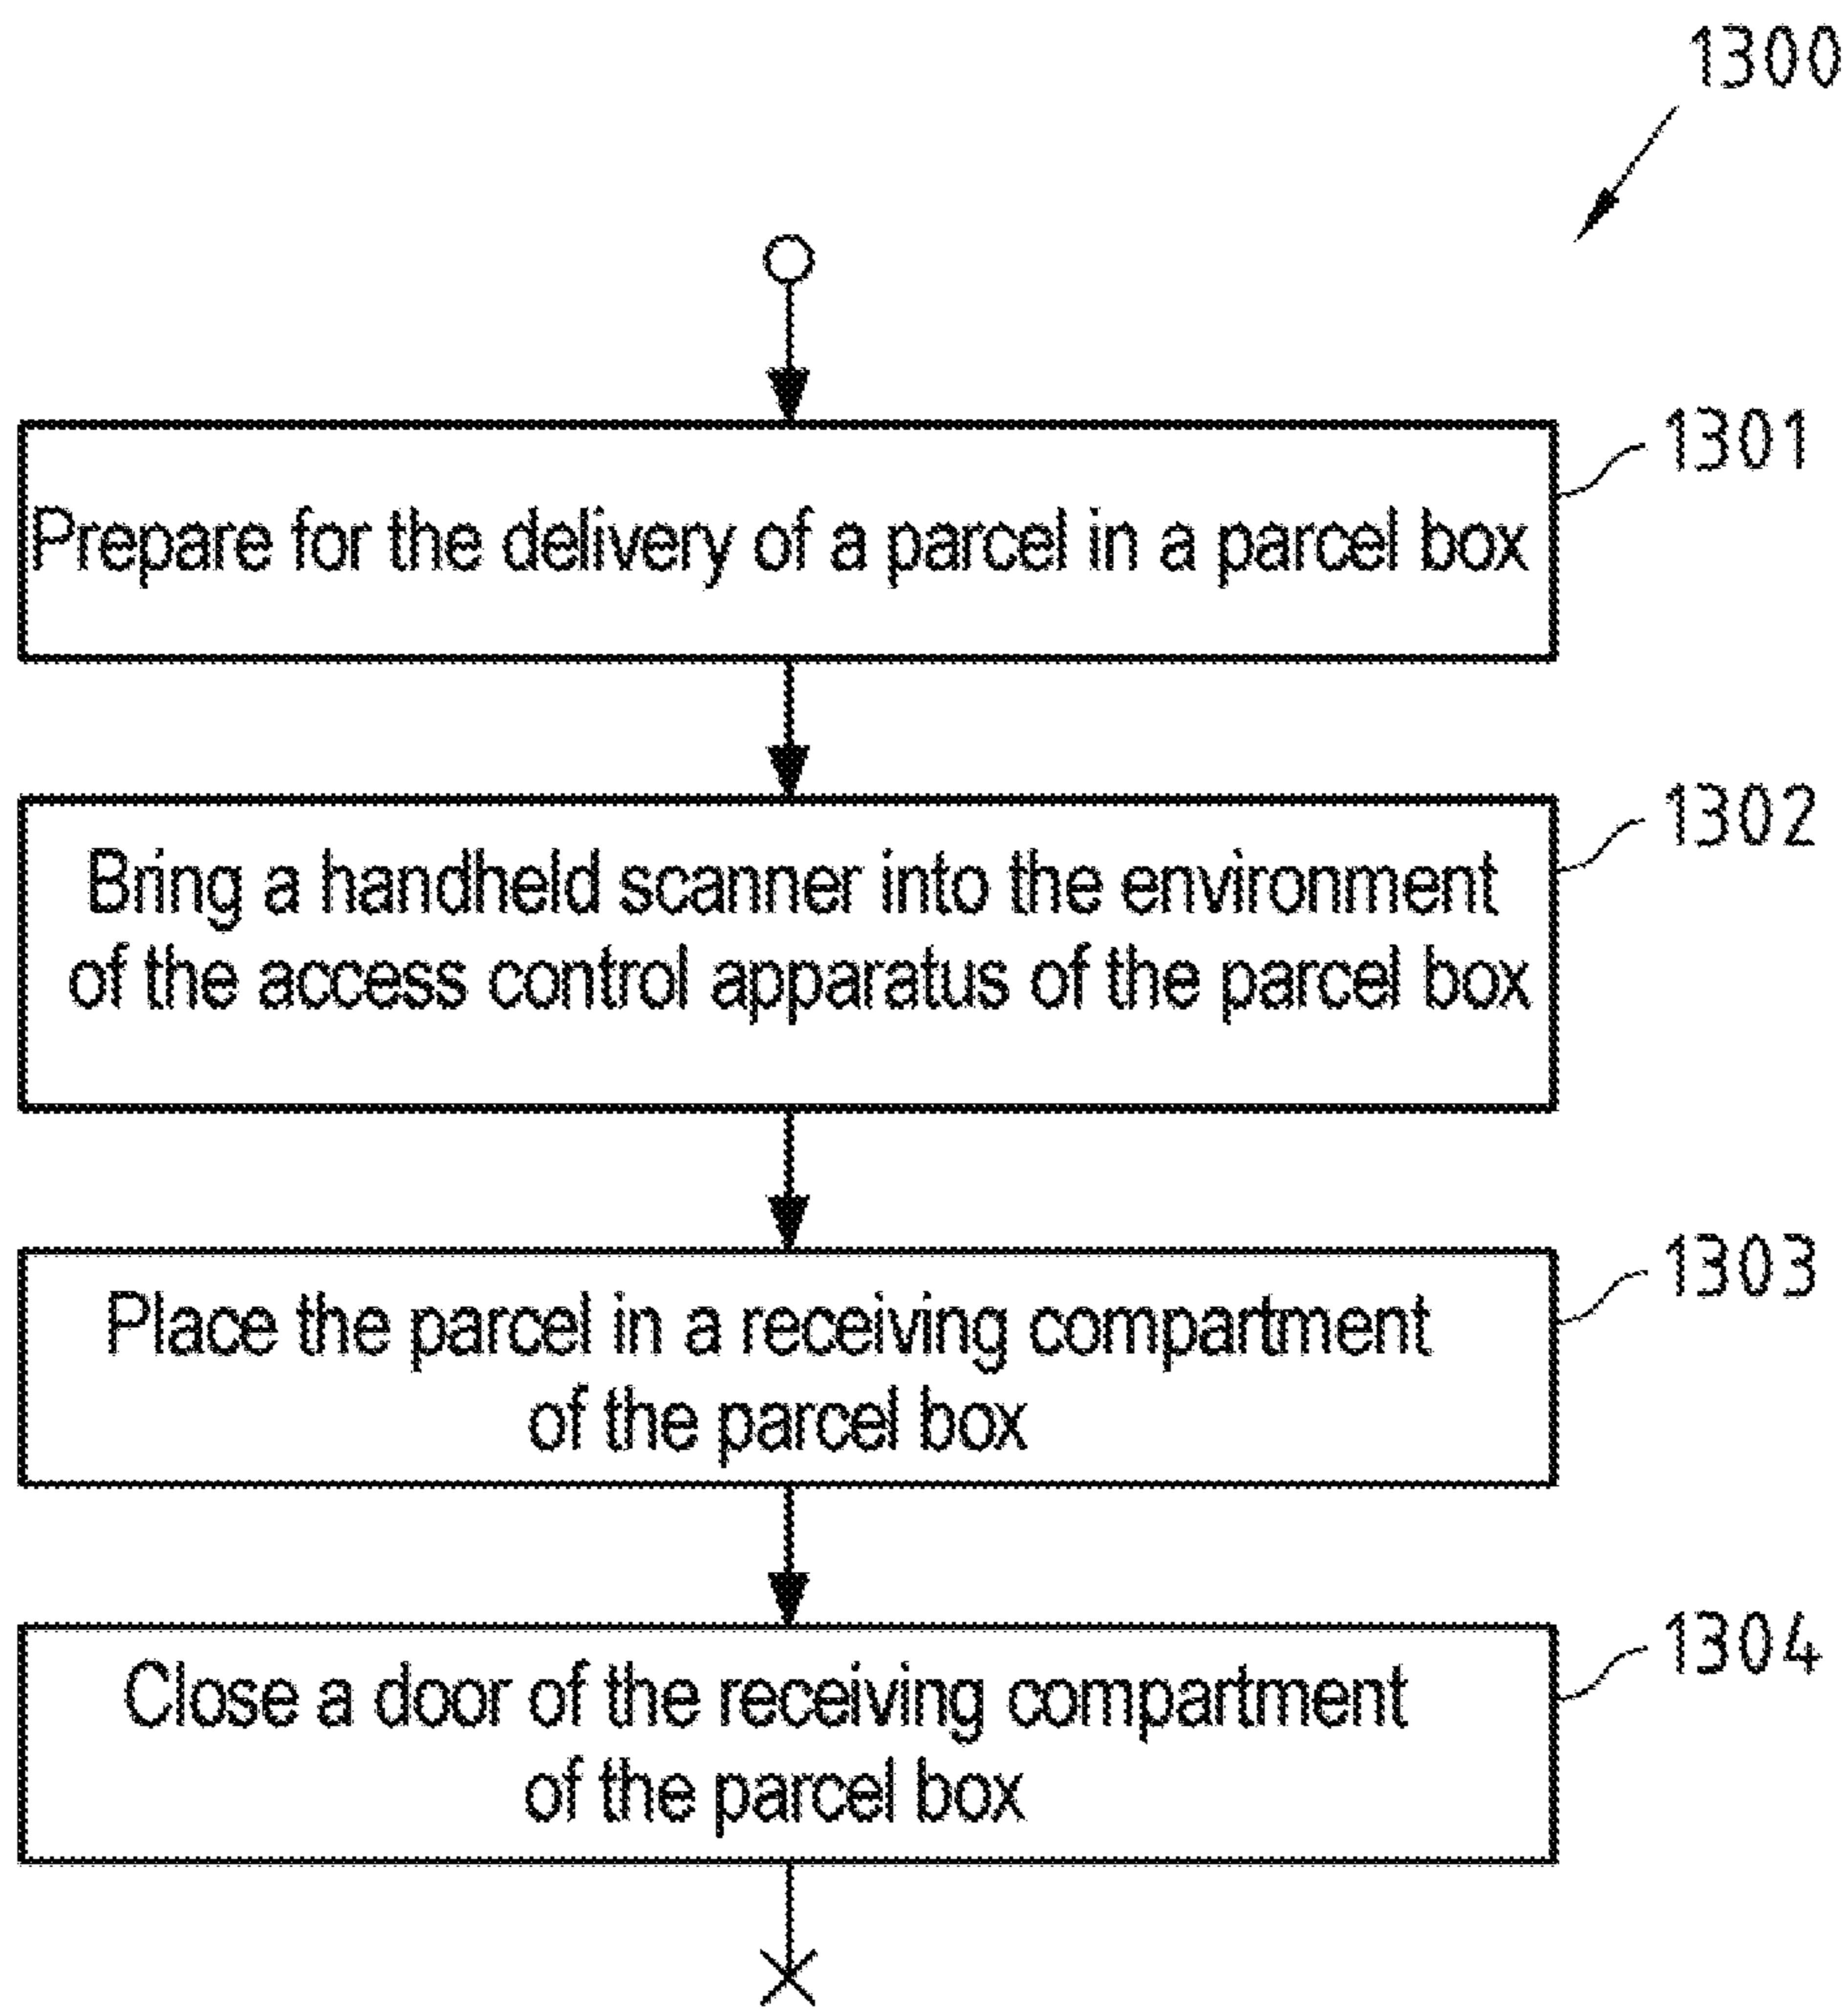 1300
1301
Prepare for the delivery of a parcel in a parcel box
1302
Bring a handheld scanner into the environment
of the access control apparatus of the parcel box
1303
Place the parcel in a receiving compartment
of the parcel box
1304
Close a door of the receiving compartment
of the parcel box